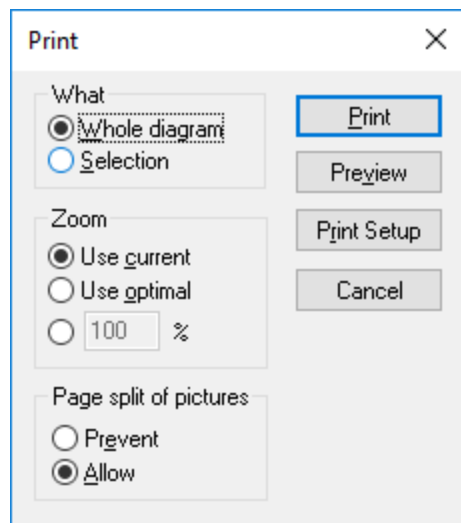 Print
What
Whole diagram
Selection
Zoom
Use current
Use optimal
100 %
Page split of pictures
Prevent
Allow
Print
Preview
Print Setup
Cancel